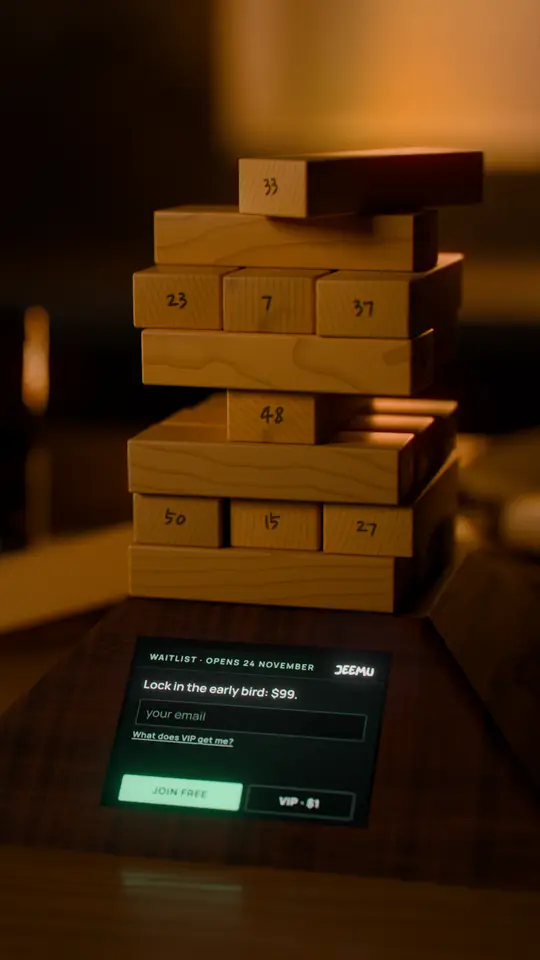 33
23 7 37
48
50 15 27
WAITLIST · OPENS 24 NOVEMBER JEEMU
Lock in the early bird: $99.
your email
What does VIP get me?
JOIN FREE VIP · $1